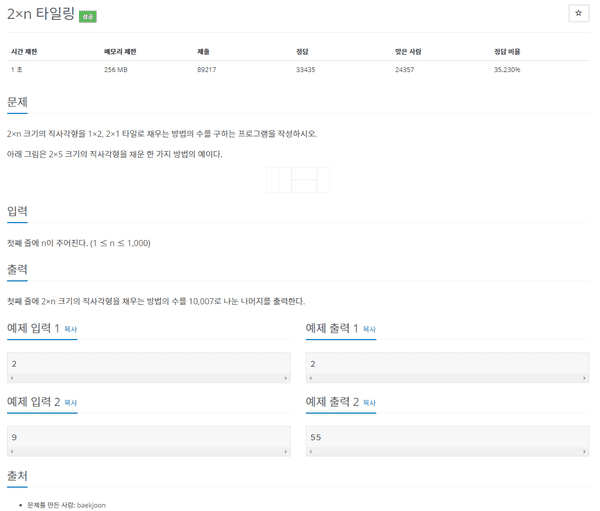 2×n 타일링 성공
☆
시간 제한 메모리 제한 제출 정답 맞은 사람 정답 비율
1 초 256 MB 89217 33435 24357 35.230%
문제
2×n 크기의 직사각형을 1×2, 2×1 타일로 채우는 방법의 수를 구하는 프로그램을 작성하시오.
아래 그림은 2×5 크기의 직사각형을 채운 한 가지 방법의 예이다.
입력
첫째 줄에 n이 주어진다. (1 ≤ n ≤ 1,000)
출력
첫째 줄에 2×n 크기의 직사각형을 채우는 방법의 수를 10,007로 나눈 나머지를 출력한다.
예제 입력 1 복사 예제 출력 1 복사
2 2
예제 입력 2 복사 예제 출력 2 복사
9 55
출처
문제를 만든 사람: baekjoon